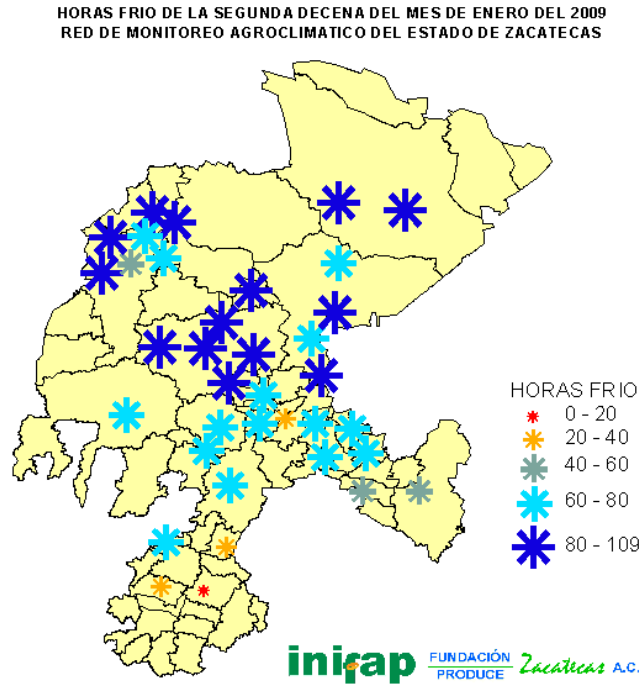 HORAS FRIO DE LA SEGUNDA DECENA DEL MES DE ENERO DEL 2009
RED DE MONITOREO AGROCLIMATICO DEL ESTADO DE ZACATECAS
HORAS FRIO
0 - 20
20 - 40
40 - 60
60 - 80
80 - 109
inifap
FUNDACIÓN
PRODUCE
Zacatecas A.C.